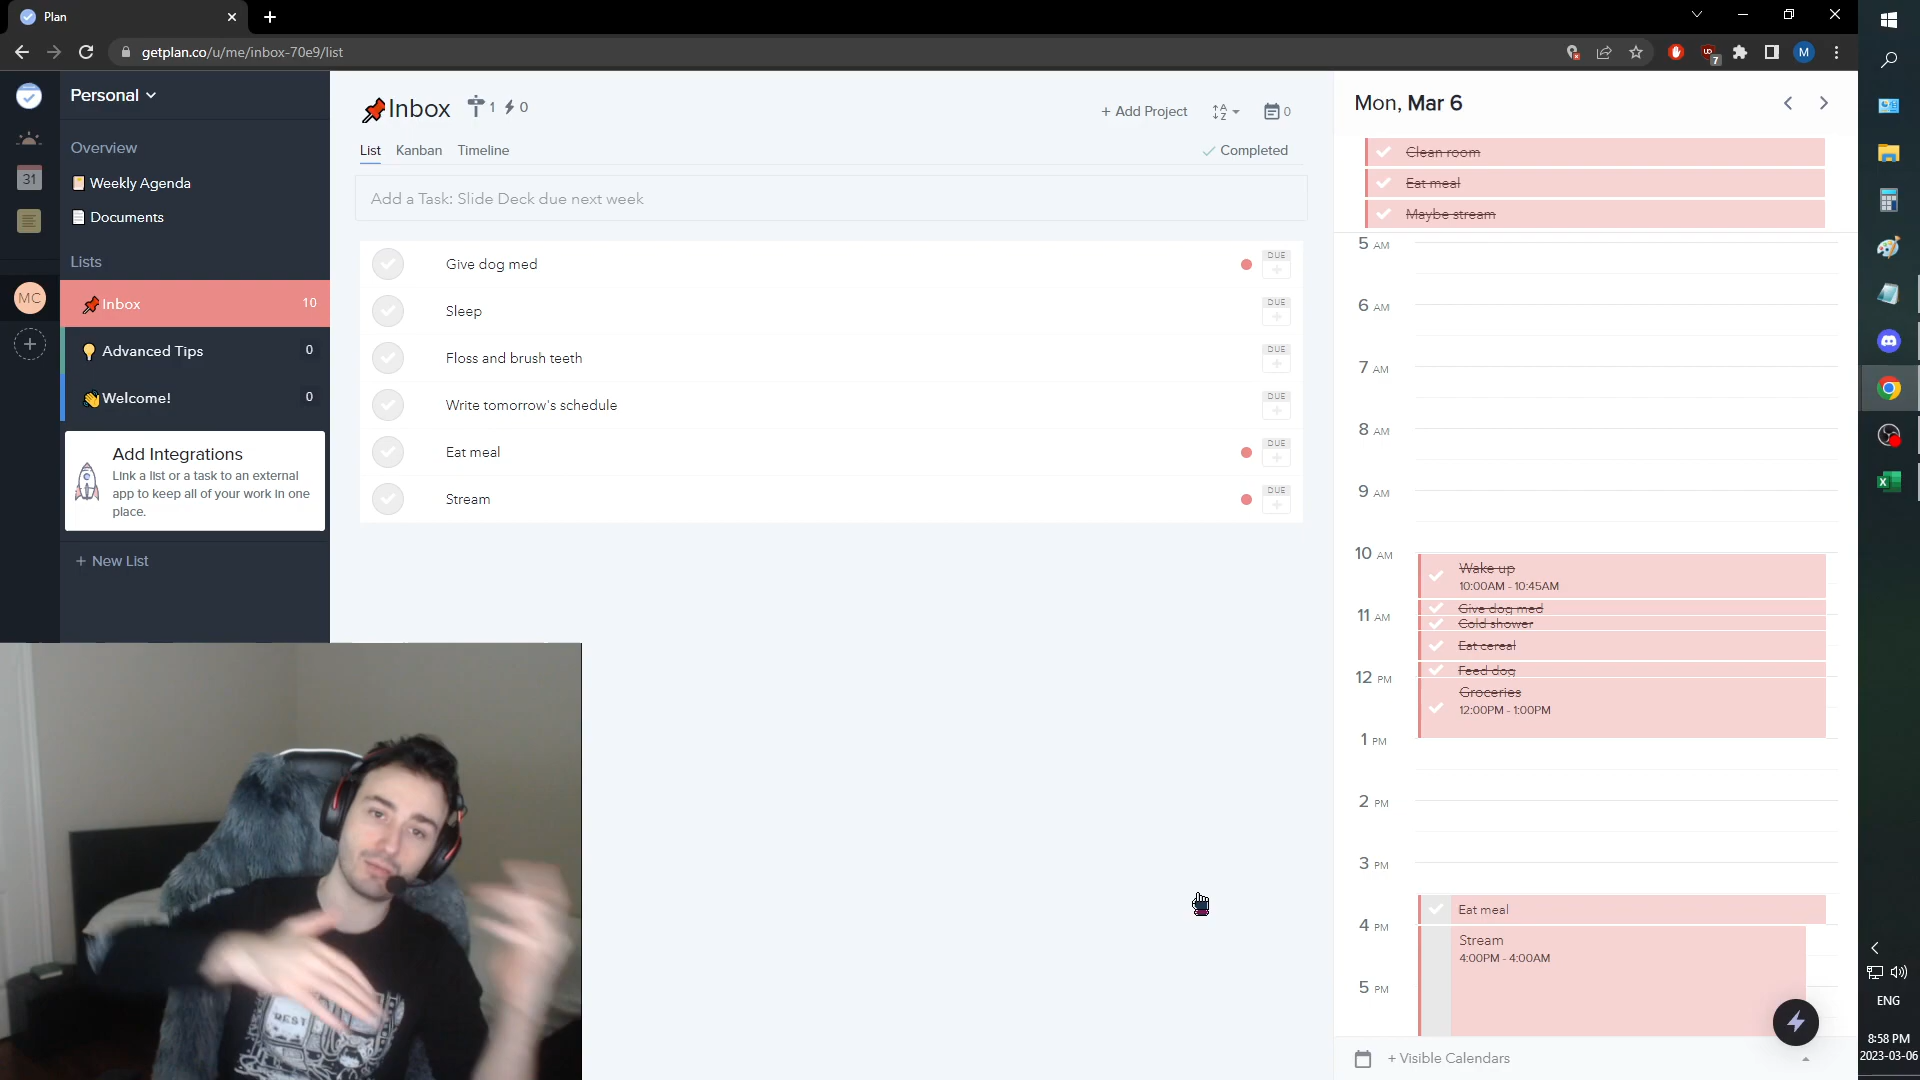 Plan
getplan.co/u/me/inbox-70e9/list
7
M
Personal
Overview
31
Weekly Agenda
Documents
Lists
MC
Inbox 10
Advanced Tips 0
Welcome! 0
Add Integrations
Link a list or a task to an external
app to keep all of your work in one
place.
+ New List
Inbox 1 0
+ Add Project
A
Z
0
List Kanban Timeline
Completed
Add a Task: Slide Deck due next week
Give dog med DUE
Sleep DUE
Floss and brush teeth DUE
Write tomorrow's schedule DUE
Eat meal DUE
Stream DUE
Mon, Mar 6
Clean room
Eat meal
Maybe stream
5 AM
6 AM
7 AM
8 AM
9 AM
10 AM
Wake up
10:00AM - 10:45AM
Give dog med
11 AM
Cold shower
Eat cereal
Feed dog
12 PM
Groceries
12:00PM - 1:00PM
1 PM
2 PM
3 PM
Eat meal
4 PM
Stream
4:00PM - 4:00AM
5 PM
+ Visible Calendars
ENG
8:58 PM
2023-03-06